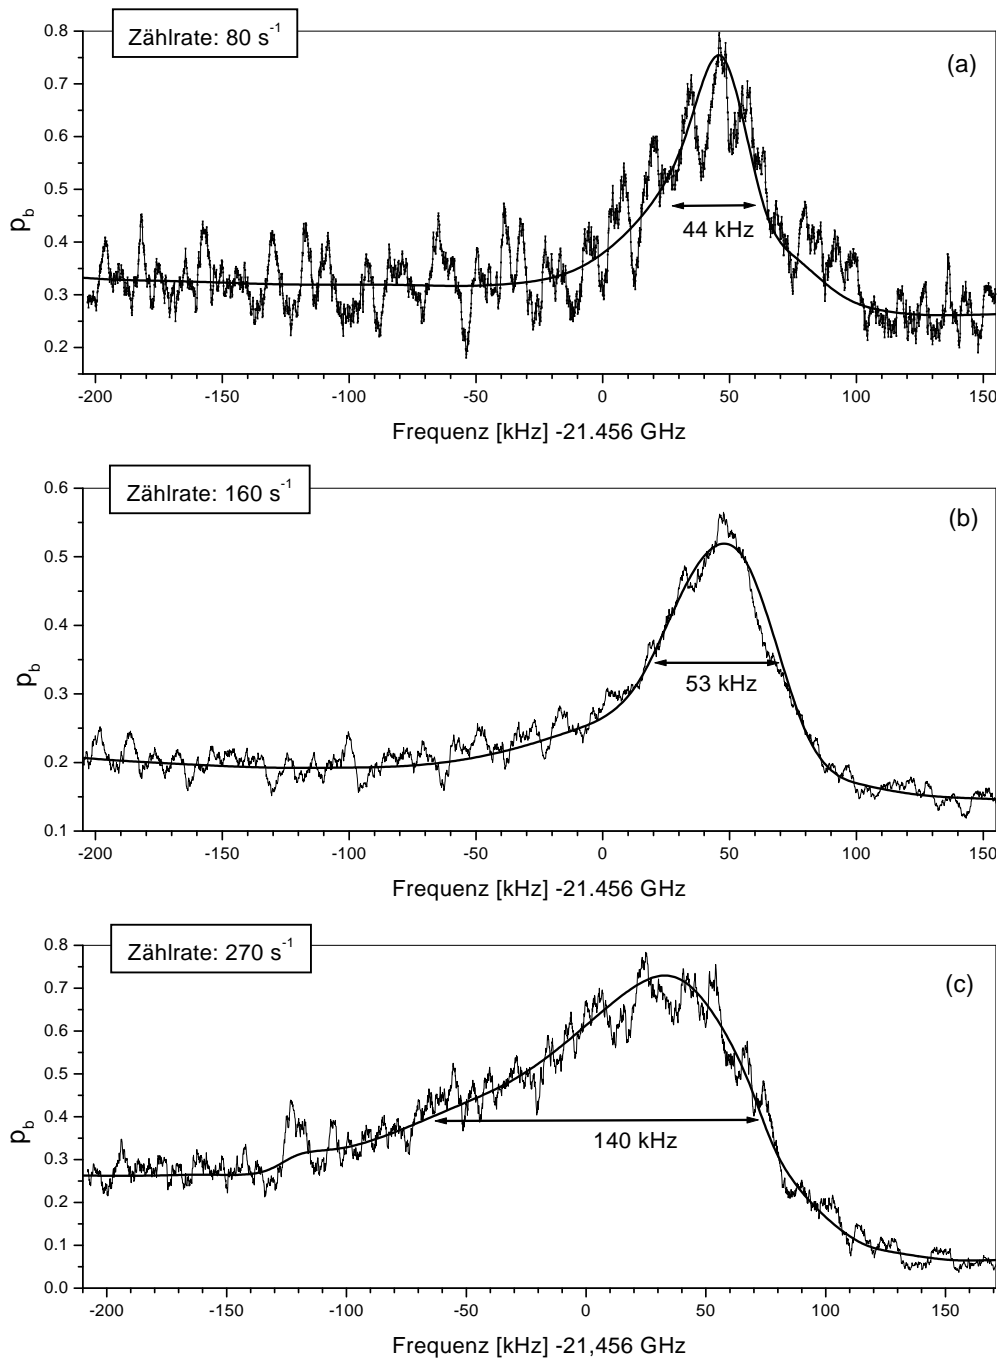 Zählrate: 80 s⁻¹
(a)
0.8
0.7
0.6
0.5
0.4
0.3
0.2
p_b
44 kHz
-200 -150 -100 -50 0 50 100 150
Frequenz [kHz] -21.456 GHz
Zählrate: 160 s⁻¹
(b)
0.6
0.5
0.4
0.3
0.2
0.1
p_b
53 kHz
-200 -150 -100 -50 0 50 100 150
Frequenz [kHz] -21.456 GHz
Zählrate: 270 s⁻¹
(c)
0.8
0.7
0.6
0.5
0.4
0.3
0.2
0.1
0.0
p_b
140 kHz
-200 -150 -100 -50 0 50 100 150
Frequenz [kHz] -21,456 GHz